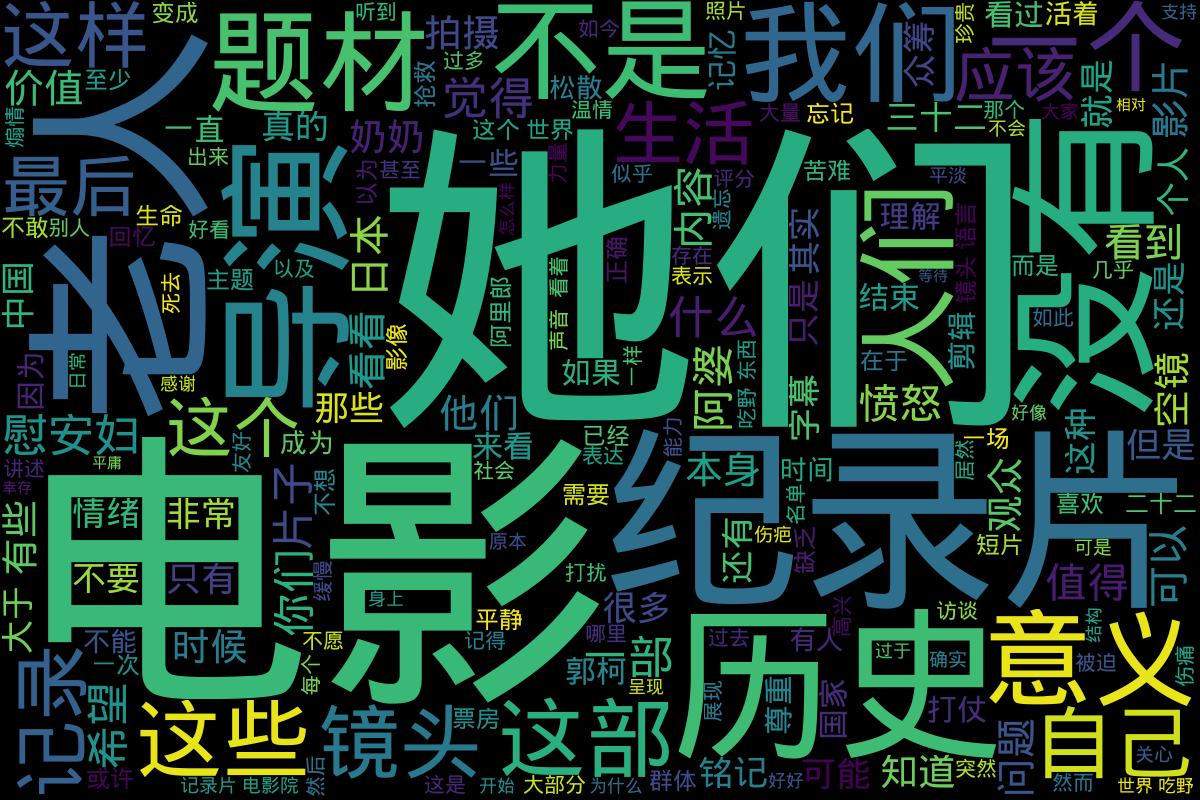 这样
变成
听到
题材
拍摄
不是
如今
照片
记忆
我们
众筹
珍贵
看过
活着
一个
支持
价值
至少
人
过多
抢救
觉得
松散
应该
就是
影片
煽情
一直
真的
温情
生活
大量
忘记
三十二
那个
不会
大家
相对
最后
出来
导演
奶奶
这个
世界
一些
力量
以为
甚至
她们
似乎
内容
遗忘
评分
苦难
平淡
没有
个人
不敢
别人
生命
回忆
好看
怎么样
正确
存在
表示
其实
只是
人们
理解
语言
镜头
等待
看到
几乎
而是
还是
中国
老人
死去
主题
以及
日本
看看
影像
阿里郎
声音
看着
什么
结束
剪辑
如氏
因为
日常
感谢
如果
一样
阿婆
东西
吃野
字幕
在于
愤怒
好像
空镜
慰安妇
这个
那些
成为
友好
他们
来看
社会
已经
表达
能力
纪录片
本身
时间
名单
居然
一场
观众
这种
但是
讲述
平庸
幸存
有些
大于
电影
情绪
非常
不要
只有
片子
你们
缓慢
不想
原本
需要
打扰
身上
平静
还有
伤疤
缺乏
短片
喜欢
二十二
可是
值得
可以
不能
时候
不愿
每个
记得
很多
哪里
郭柯
一部
呈现
历史
过去
有人
高兴
过于
确实
访谈
意义
结构
被迫
伤痛
记录
一次
希望
这些
镜头
票房
这部
展现
尊重
国家
打仗
问题
自己
关心
或许
记录片
电影院
然后
这是
开始
大部分
为什么
群体
铭记
好好
可能
知道
突然
然而
世界
吃野